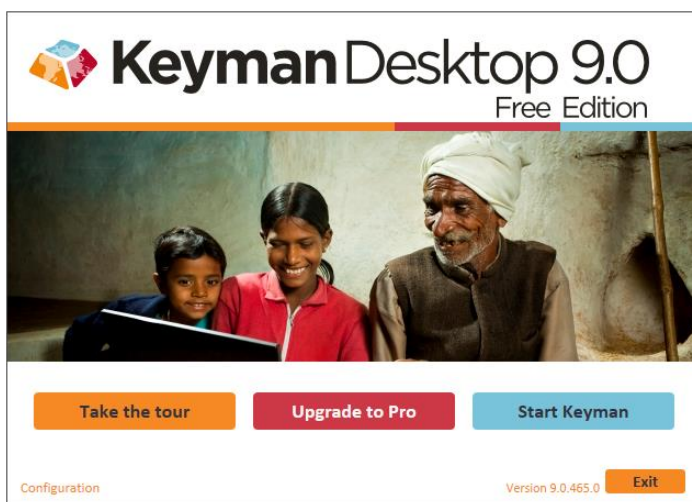 Keyman Desktop 9.0
Free Edition
Take the tour
Upgrade to Pro
Start Keyman
Configuration
Version 9.0.465.0
Exit